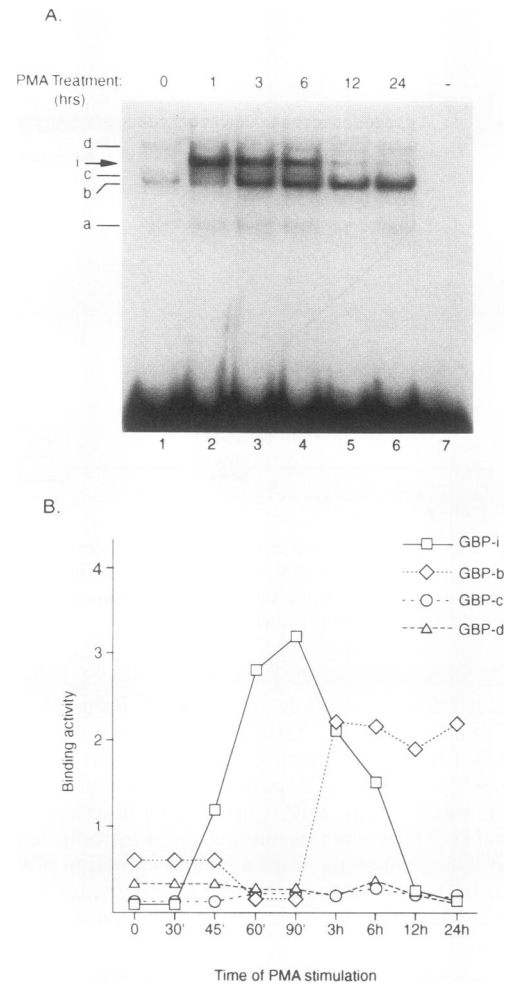 A.
PMA Treatment: 0 1 3 6 12 24 -
(hrs)
d
i
c
b
a
1 2 3 4 5 6 7
B.
GBP-i
GBP-b
GBP-c
GBP-d
4
3
2
1
Binding activity
0 30' 45' 60' 90' 3h 6h 12h 24h
Time of PMA stimulation